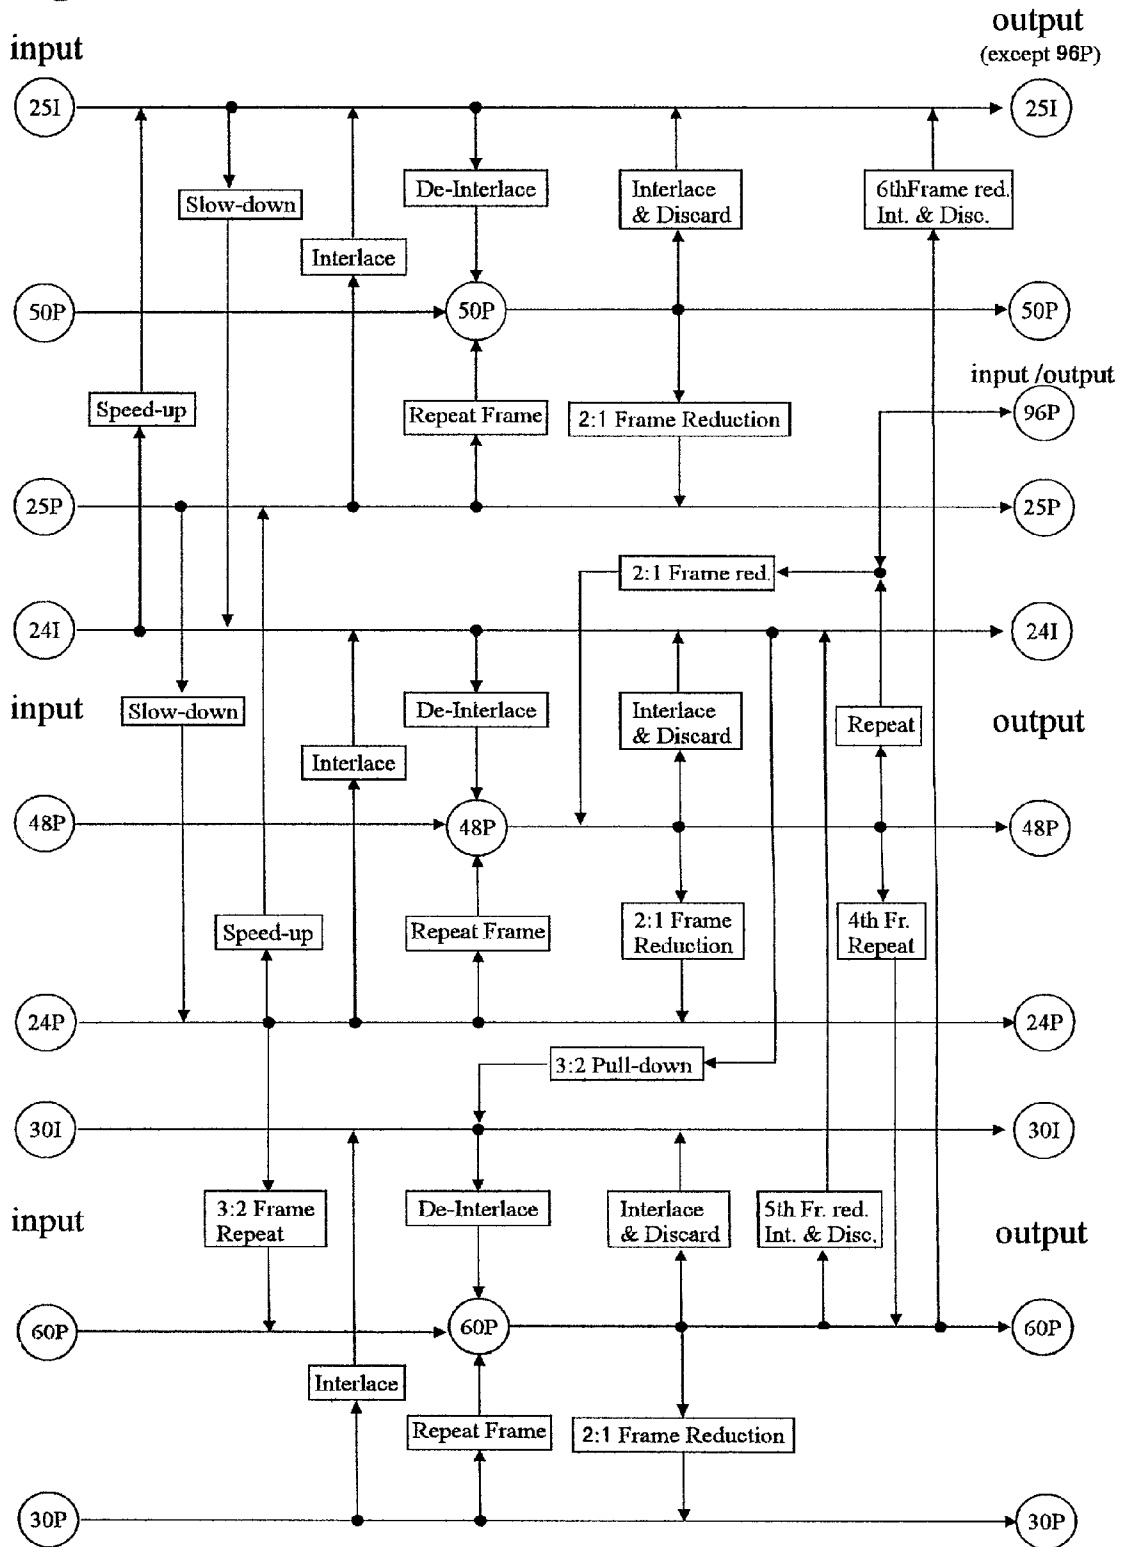 output
input
(except 96P)
25I
25I
De-Interlace
Interlace
& Discard
6thFrame red.
Int. & Disc.
Slow-down
Interlace
50P
50P
50P
input /output
Speed-up
Repeat Frame
2:1 Frame Reduction
96P
25P
25P
2:1 Frame red.
24I
24I
input
Slow-down
De-Interlace
Interlace
& Discard
Repeat
output
Interlace
48P
48P
48P
Speed-up
Repeat Frame
2:1 Frame
Reduction
4th Fr.
Repeat
24P
24P
3:2 Pull-down
30I
30I
input
3:2 Frame
Repeat
De-Interlace
Interlace
& Discard
5th Fr. red.
Int. & Disc.
output
60P
60P
60P
Interlace
Repeat Frame
2:1 Frame Reduction
30P
30P